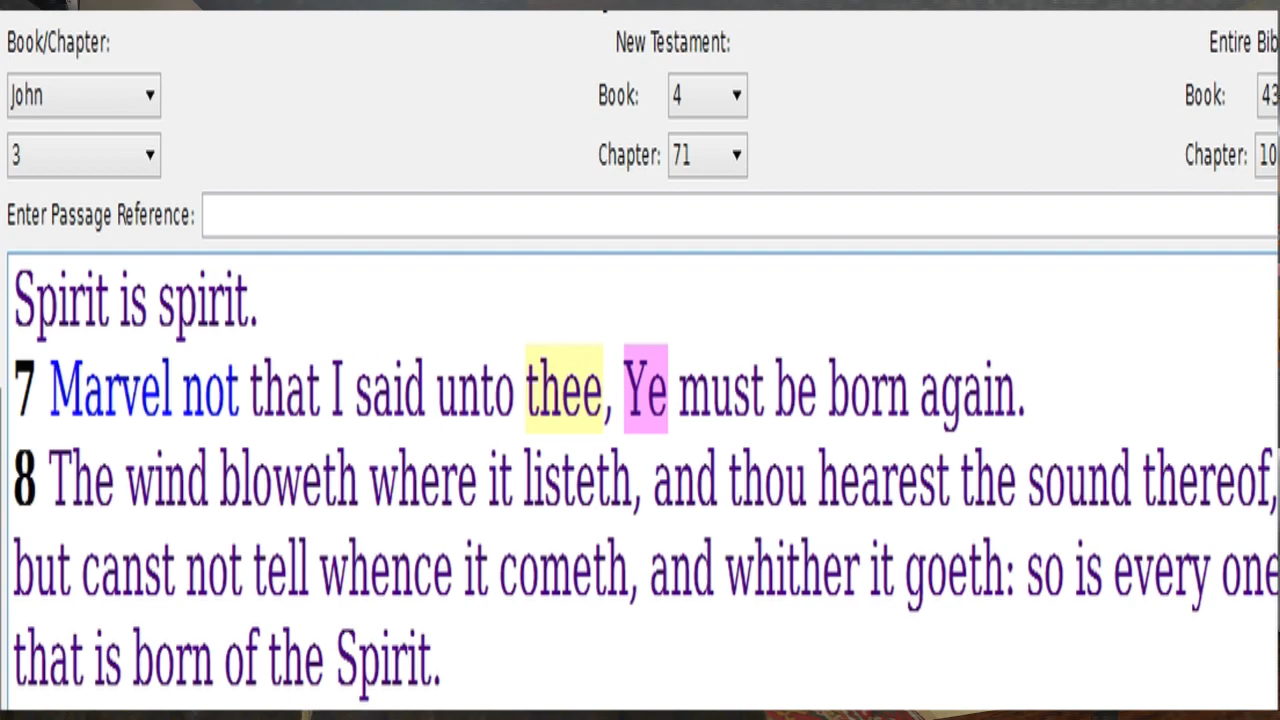 Book/Chapter: New Testament: Entire Bib
John Book: 4 Book: 43
3 Chapter: 71 Chapter: 10
Enter Passage Reference:
Spirit is spirit.
7 Marvel not that I said unto thee, Ye must be born again.
8 The wind bloweth where it listeth, and thou hearest the sound thereof,
but canst not tell whence it cometh, and whither it goeth: so is every one
that is born of the Spirit.